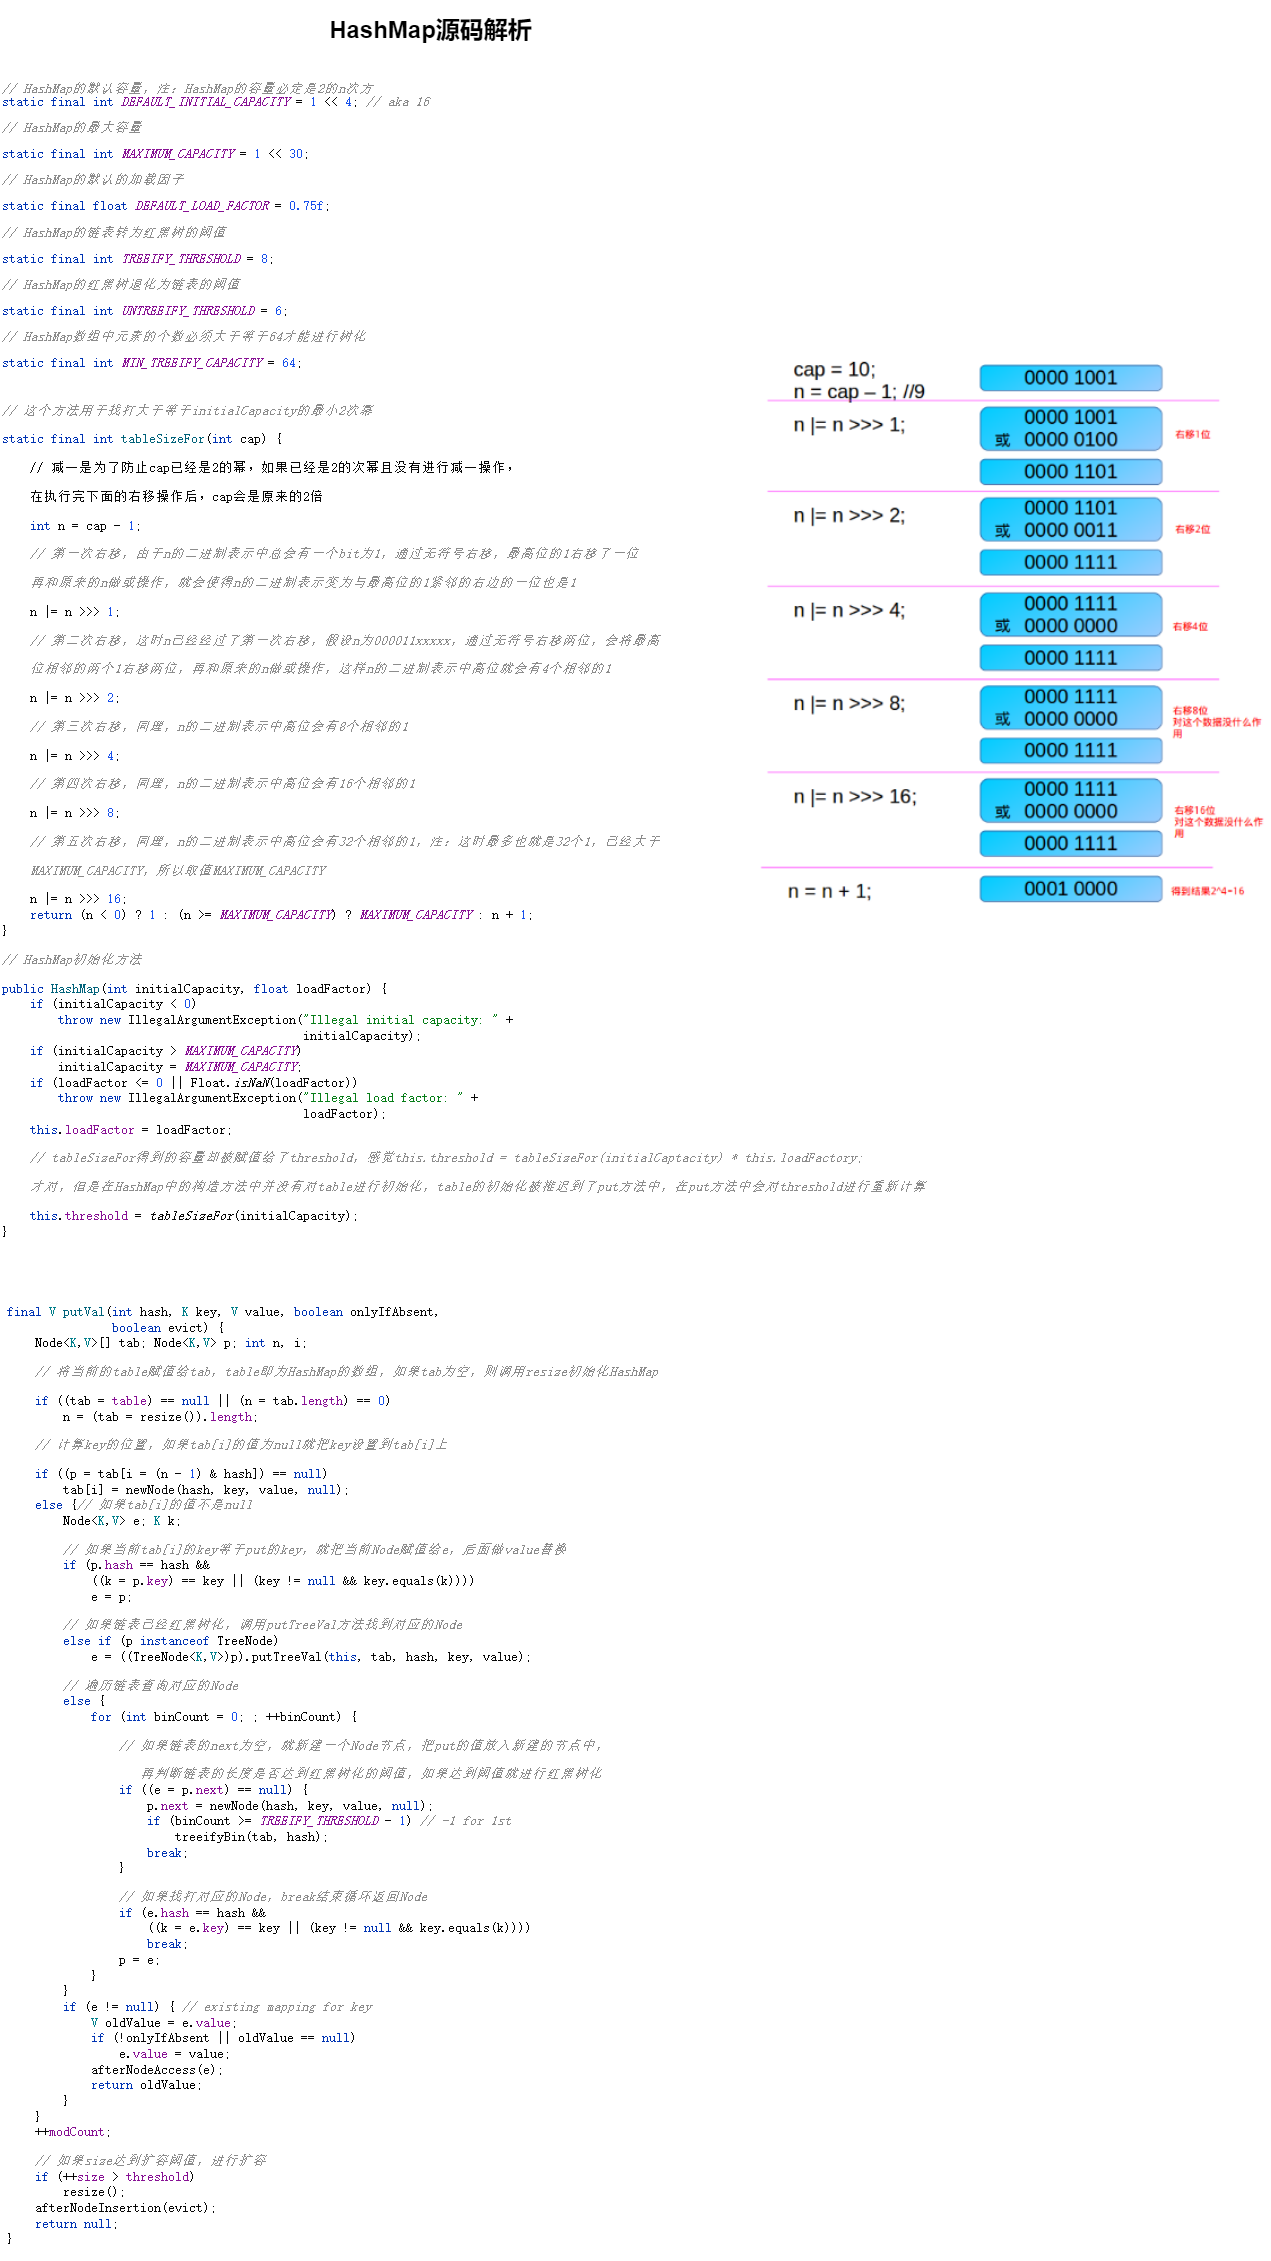 HashMap源码解析
// HashMap的默认容量，注：HashMap的容量必定是2的n次方
static final int DEFAULT_INITIAL_CAPACITY = 1 << 4; // aka 16
// HashMap的最大容量
static final int MAXIMUM_CAPACITY = 1 << 30;
// HashMap的默认的加载因子
static final float DEFAULT_LOAD_FACTOR = 0.75f;
// HashMap的链表转为红黑树的阈值
static final int TREEIFY_THRESHOLD = 8;
// HashMap的红黑树退化为链表的阈值
static final int UNTREEIFY_THRESHOLD = 6;
// HashMap数组中元素的个数必须大于等于64才能进行树化
static final int MIN_TREEIFY_CAPACITY = 64;
// 这个方法用于找打大于等于initialCapacity的最小2次幂
static final int tableSizeFor(int cap) {
// 减一是为了防止cap已经是2的幂，如果已经是2的次幂且没有进行减一操作，
在执行完下面的右移操作后，cap会是原来的2倍
int n = cap - 1;
// 第一次右移，由于n的二进制表示中总会有一个bit为1，通过无符号右移，最高位的1右移了一位
再和原来的n做或操作，就会使得n的二进制表示变为与最高位的1紧邻的右边的一位也是1
n |= n >>> 1;
// 第二次右移，这时n已经经过了第一次右移，假设n为000011xxxxx，通过无符号右移两位，会将最高
位相邻的两个1右移两位，再和原来的n做或操作，这样n的二进制表示中高位就会有4个相邻的1
n |= n >>> 2;
// 第三次右移，同理，n的二进制表示中高位会有8个相邻的1
n |= n >>> 4;
// 第四次右移，同理，n的二进制表示中高位会有16个相邻的1
n |= n >>> 8;
// 第五次右移，同理，n的二进制表示中高位会有32个相邻的1，注：这时最多也就是32个1，已经大于
MAXIMUM_CAPACITY，所以取值MAXIMUM_CAPACITY
n |= n >>> 16;
return (n < 0) ? 1 : (n >= MAXIMUM_CAPACITY) ? MAXIMUM_CAPACITY : n + 1;
}
cap = 10;
n = cap – 1; //9
0000 1001
n |= n >>> 1;
0000 1001
或 0000 0100
右移1位
0000 1101
n |= n >>> 2;
0000 1101
或 0000 0011
右移2位
0000 1111
n |= n >>> 4;
0000 1111
或 0000 0000
右移4位
0000 1111
n |= n >>> 8;
0000 1111
或 0000 0000
右移8位
对这个数据没什么作
用
0000 1111
n |= n >>> 16;
0000 1111
或 0000 0000
右移16位
对这个数据没什么作
用
0000 1111
n = n + 1;
0001 0000
得到结果2^4=16
// HashMap初始化方法
public HashMap(int initialCapacity, float loadFactor) {
if (initialCapacity < 0)
throw new IllegalArgumentException("Illegal initial capacity: " +
initialCapacity);
if (initialCapacity > MAXIMUM_CAPACITY)
initialCapacity = MAXIMUM_CAPACITY;
if (loadFactor <= 0 || Float.isNaN(loadFactor))
throw new IllegalArgumentException("Illegal load factor: " +
loadFactor);
this.loadFactor = loadFactor;
// tableSizeFor得到的容量却被赋值给了threshold，感觉this.threshold = tableSizeFor(initialCaptacity) * this.loadFactory;
才对，但是在HashMap中的构造方法中并没有对table进行初始化，table的初始化被推迟到了put方法中，在put方法中会对threshold进行重新计算
this.threshold = tableSizeFor(initialCapacity);
}
final V putVal(int hash, K key, V value, boolean onlyIfAbsent,
boolean evict) {
Node<K,V>[] tab; Node<K,V> p; int n, i;
// 将当前的table赋值给tab，table即为HashMap的数组，如果tab为空，则调用resize初始化HashMap
if ((tab = table) == null || (n = tab.length) == 0)
n = (tab = resize()).length;
// 计算key的位置，如果tab[i]的值为null就把key设置到tab[i]上
if ((p = tab[i = (n - 1) & hash]) == null)
tab[i] = newNode(hash, key, value, null);
else {// 如果tab[i]的值不是null
Node<K,V> e; K k;
// 如果当前tab[i]的key等于put的key，就把当前Node赋值给e，后面做value替换
if (p.hash == hash &&
((k = p.key) == key || (key != null && key.equals(k))))
e = p;
// 如果链表已经红黑树化，调用putTreeVal方法找到对应的Node
else if (p instanceof TreeNode)
e = ((TreeNode<K,V>)p).putTreeVal(this, tab, hash, key, value);
// 遍历链表查询对应的Node
else {
for (int binCount = 0; ; ++binCount) {
// 如果链表的next为空，就新建一个Node节点，把put的值放入新建的节点中，
再判断链表的长度是否达到红黑树化的阈值，如果达到阈值就进行红黑树化
if ((e = p.next) == null) {
p.next = newNode(hash, key, value, null);
if (binCount >= TREEIFY_THRESHOLD - 1) // -1 for 1st
treeifyBin(tab, hash);
break;
}
// 如果找打对应的Node，break结束循环返回Node
if (e.hash == hash &&
((k = e.key) == key || (key != null && key.equals(k))))
break;
p = e;
}
}
if (e != null) { // existing mapping for key
V oldValue = e.value;
if (!onlyIfAbsent || oldValue == null)
e.value = value;
afterNodeAccess(e);
return oldValue;
}
}
++modCount;
// 如果size达到扩容阈值，进行扩容
if (++size > threshold)
resize();
afterNodeInsertion(evict);
return null;
}